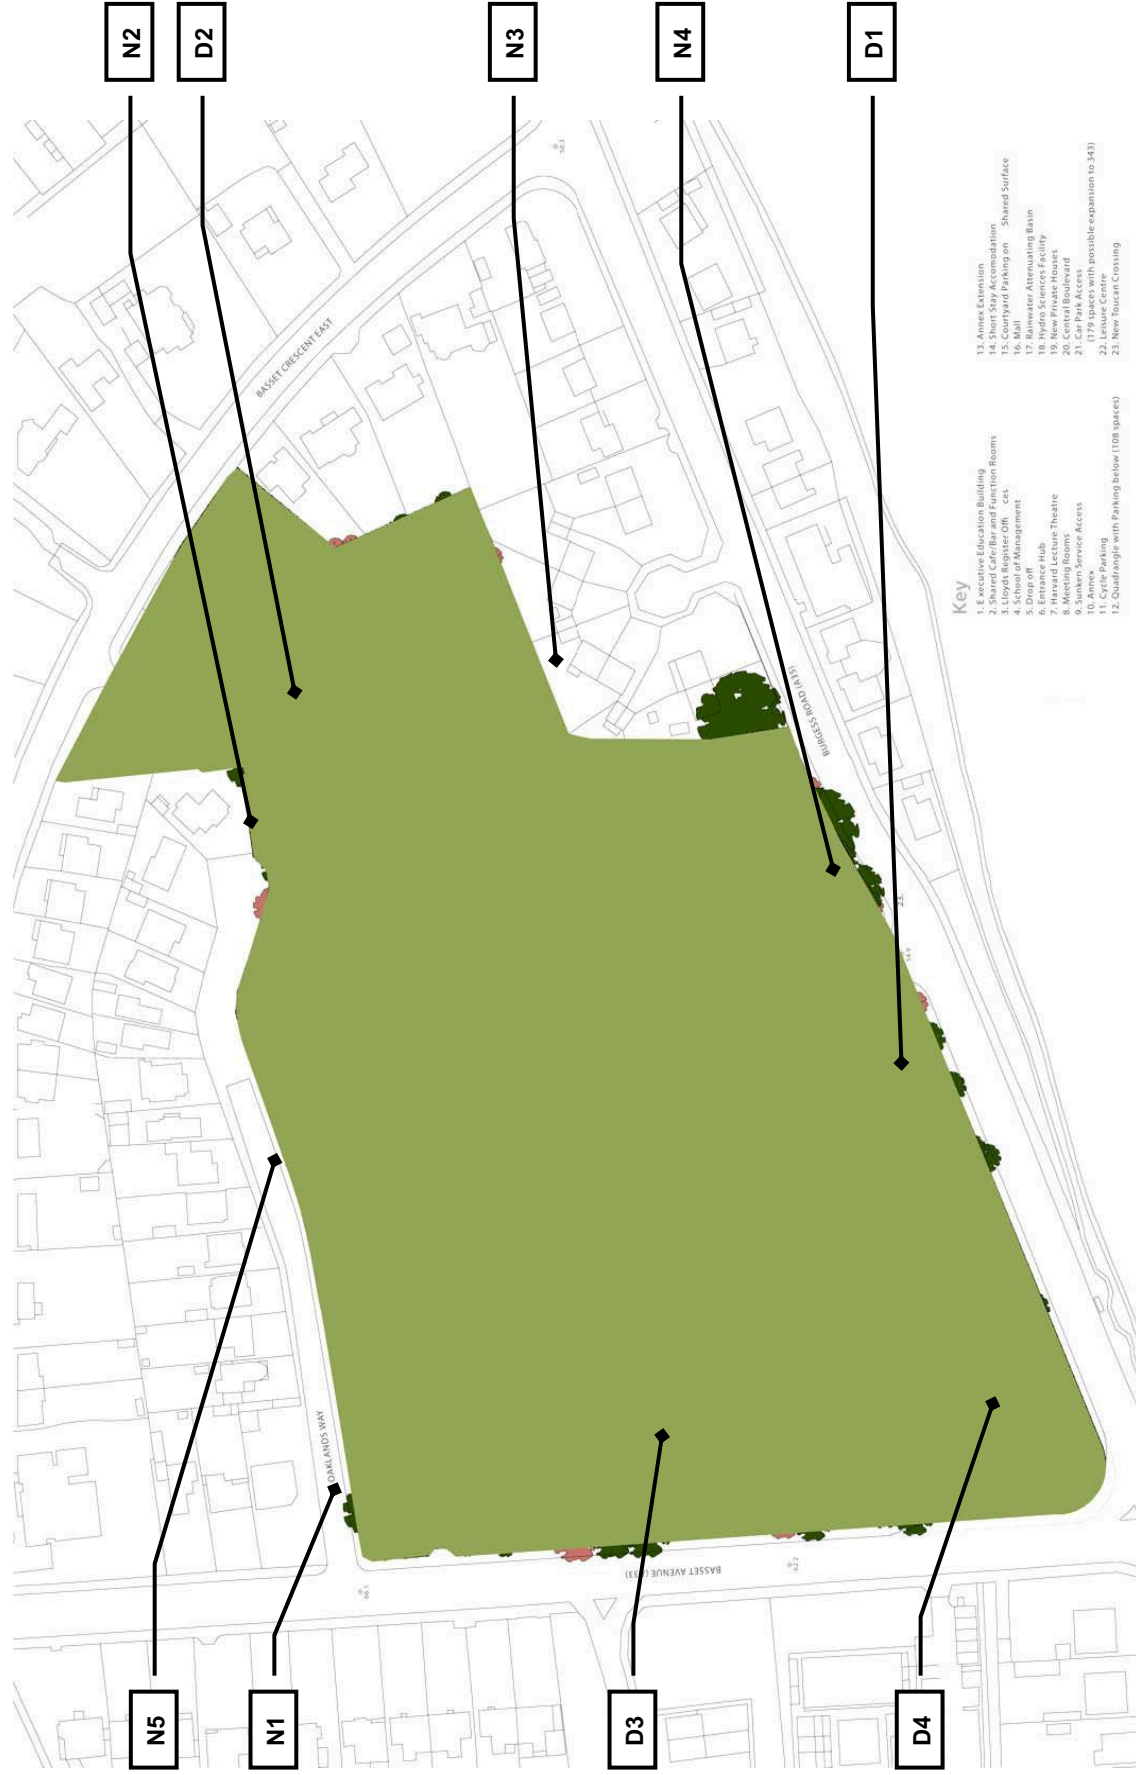 N2
D2
N3
N4
D1
BASSET CRESCENT EAST
BURGESS ROAD (A35)
OAKLANDS WAY
BASSET AVENUE (A33)
23.
62.2
N5
N1
D3
D4
Key
1. E xecutive Education Building
2. Shared Cafe/Bar and Function Rooms
3. Lloyds Register Offi ces
4. School of Management
5. Drop off
6. Entrance Hub
7. Harvard Lecture Theatre
8. Meeting Rooms
9. Sunken Service Access
10. Annex
11. Cycle Parking
12. Quadrangle with Parking below (108 spaces)
13. Annex Extension
14. Short Stay Accomodation
15. Courtyard Parking on Shared Surface
16. Mall
17. Rainwater Attenuating Basin
18. Hydro Sciences Facility
19. New Private Houses
20. Central Boulevard
21. Car Park Access
(179 spaces with possible expansion to 343)
22. Leisure Centre
23. New Toucan Crossing